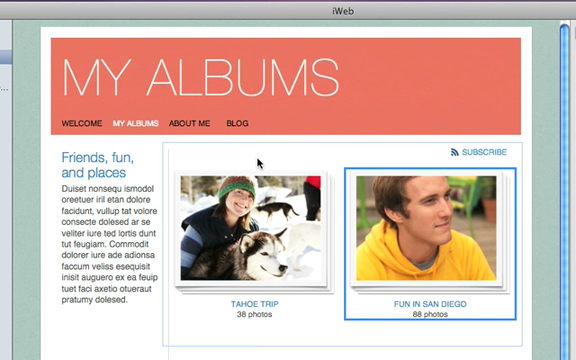 iWeb
MY ALBUMS
WELCOME MY ALBUMS ABOUT ME BLOG
SUBSCRIBE
Friends, fun,
and places
Duiset nonsequ ismodol
oreetuer iril etan dolore
facidunt, vullup tat volore
consecte dolesed ar se
veliter iure ted lortis dunt
tut feugiam. Commodit
dolorer iure ade adionsa
faccum veliss esequisit
inisit auguero ex ea feuip
tuet faci axetio otueraut
pratumy dolesed.
TAHOE TRIP
38 photos
FUN IN SAN DIEGO
88 photos